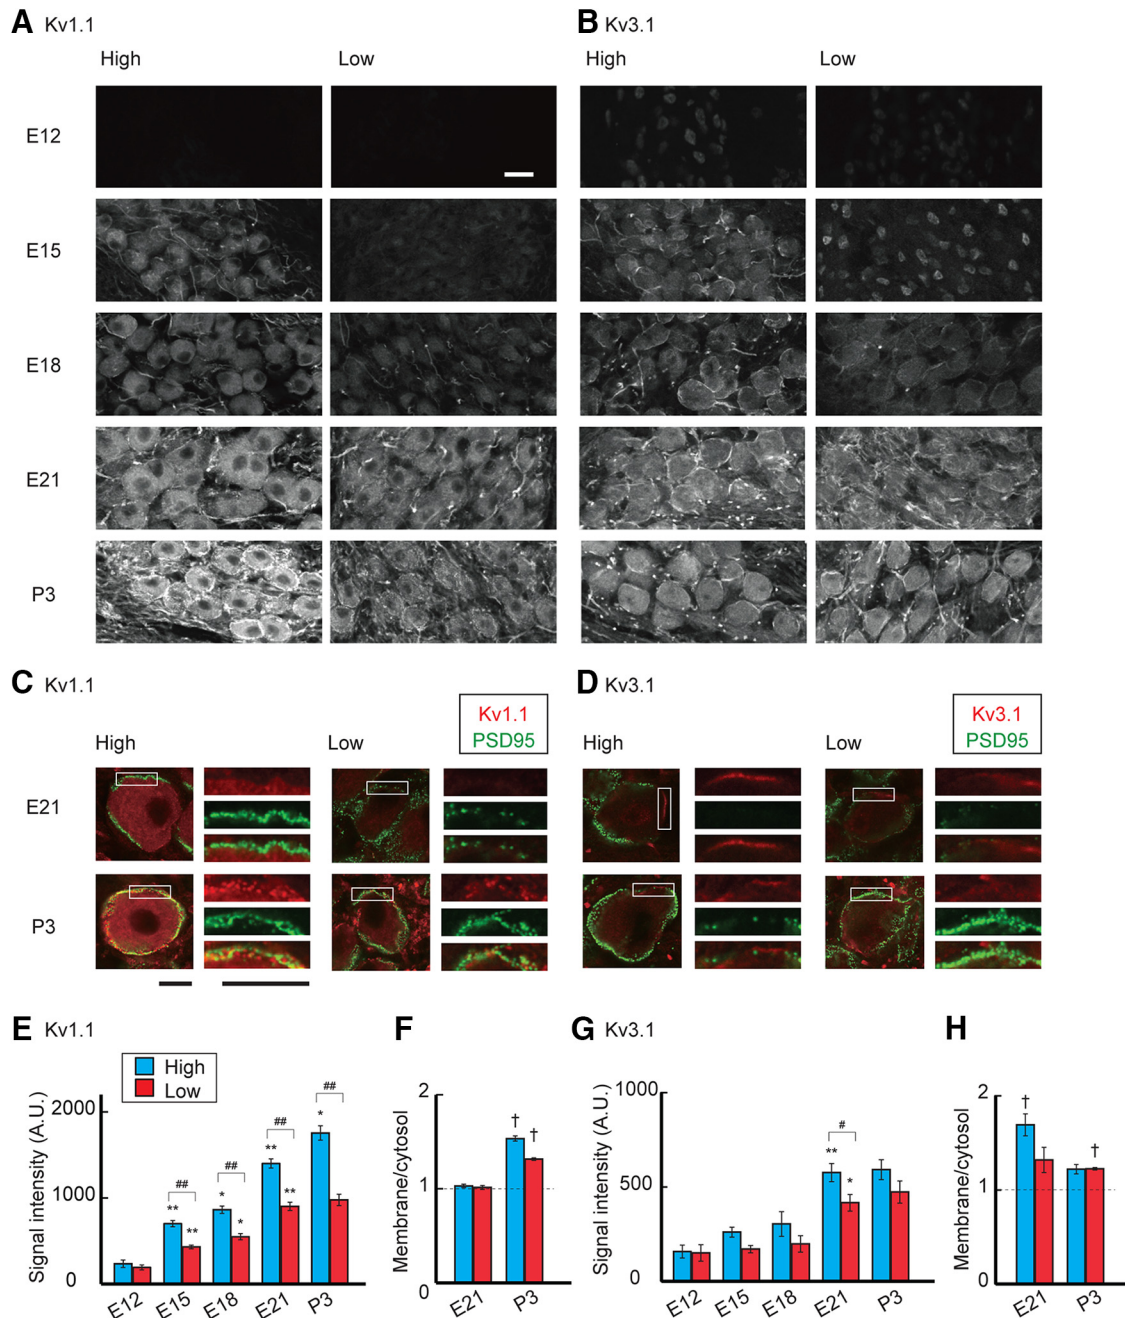 A Kv1.1
B Kv3.1
High Low
High Low
E12
E15
E18
E21
P3
C Kv1.1
D Kv3.1
Kv1.1
PSD95
Kv3.1
PSD95
High Low
High Low
E21
P3
E Kv1.1
F
G Kv3.1
H
High
Low
Signal intensity (A.U.)
2000
1000
0
** ## **
* ## *
** ## **
* ##
E12 E15 E18 E21 P3
Membrane/cytosol
2
1
0
† †
E21 P3
Signal intensity (A.U.)
1000
500
0
** # *
E12 E15 E18 E21 P3
Membrane/cytosol
2
1
0
† †
E21 P3